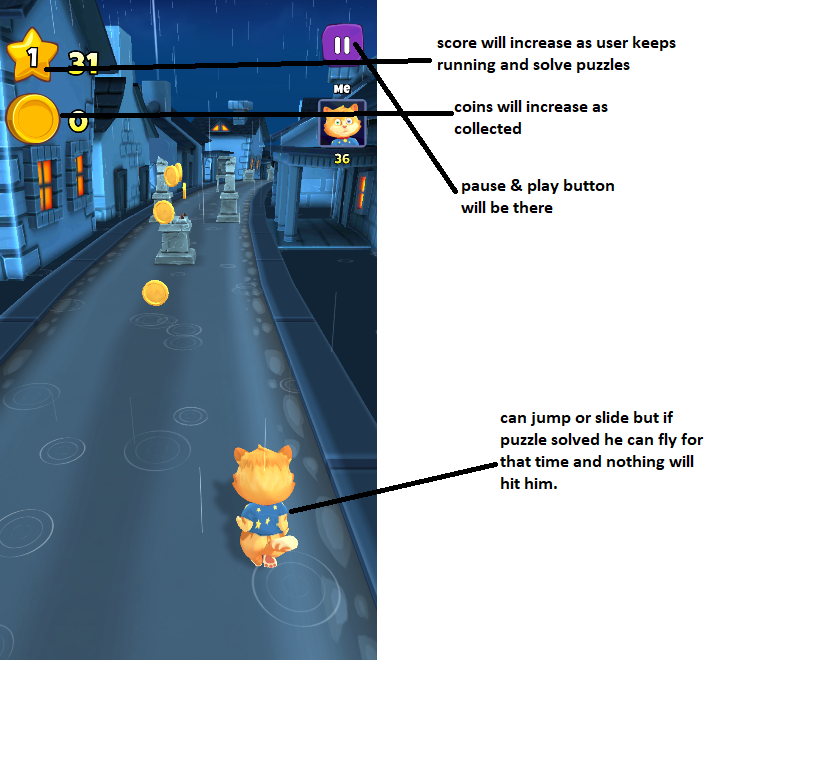 1 31
score will increase as user keeps
running and solve puzzles
Me
0
coins will increase as
collected
36
pause & play button
will be there
can jump or slide but if
puzzle solved he can fly for
that time and nothing will
hit him.